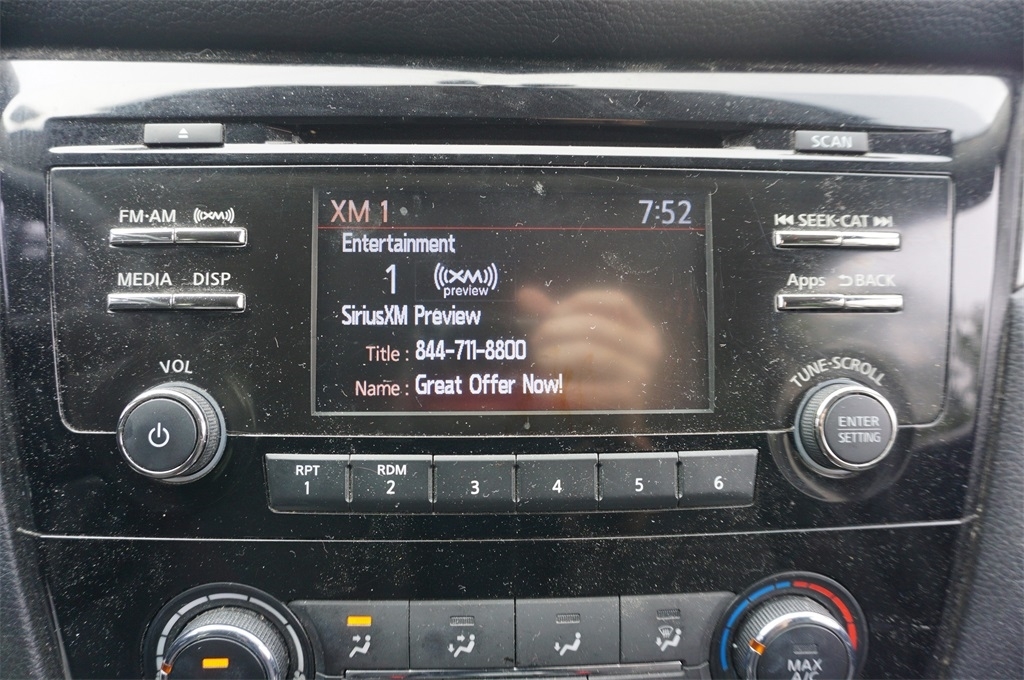 SCAN
FM·AM ((XM))
SEEK·CAT
MEDIA DISP
Apps BACK
VOL
TUNE·SCROLL
ENTER
SETTING
XM 1 7:52
Entertainment
1 ((XM))
preview
SiriusXM Preview
Title : 844-711-8800
Name : Great Offer Now!
RPT
1
RDM
2
3
4
5
6
MAX
A/C